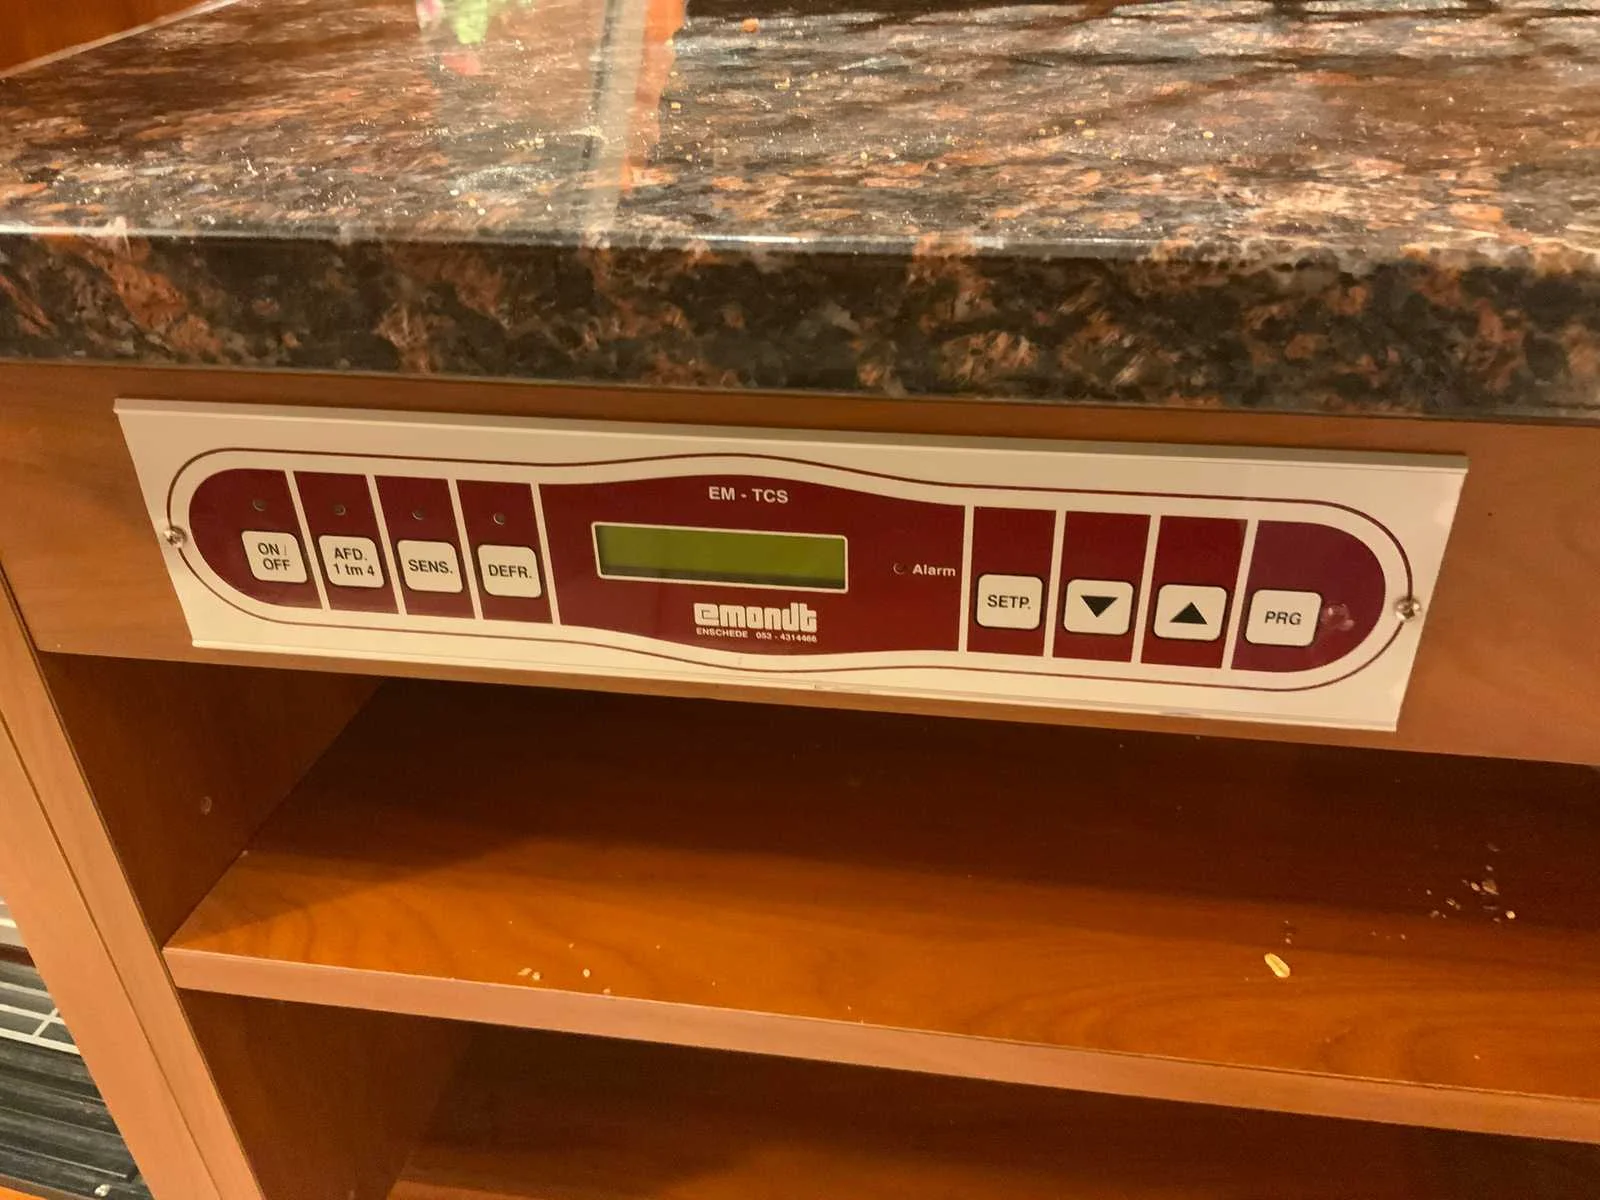 EM - TCS
ON /
OFF
AFD.
1 tm 4
SENS.
DEFR.
Alarm
emondt
ENSCHEDE 053 - 4314466
SETP.
PRG